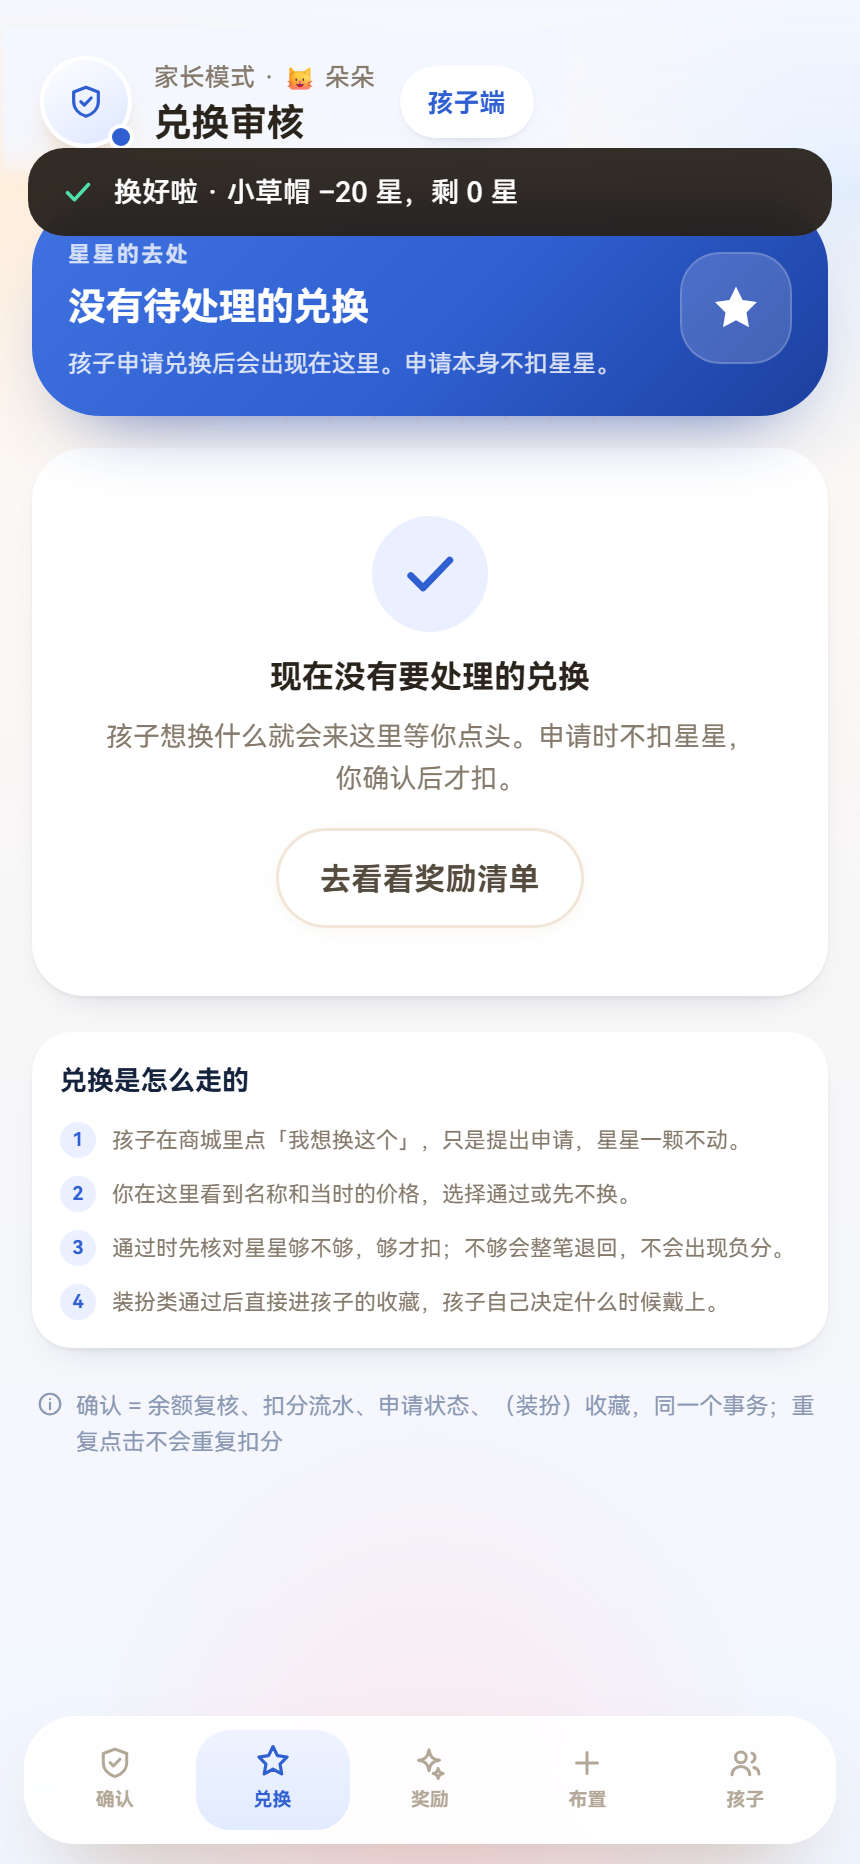 家长模式 · 😺 朵朵
兑换审核
孩子端
换好啦 · 小草帽 −20 星，剩 0 星
星星的去处
没有待处理的兑换
孩子申请兑换后会出现在这里。申请本身不扣星星。
现在没有要处理的兑换
孩子想换什么就会来这里等你点头。申请时不扣星星，
你确认后才扣。
去看看奖励清单
兑换是怎么走的
1 孩子在商城里点「我想换这个」，只是提出申请，星星一颗不动。
2 你在这里看到名称和当时的价格，选择通过或先不换。
3 通过时先核对星星够不够，够才扣；不够会整笔退回，不会出现负分。
4 装扮类通过后直接进孩子的收藏，孩子自己决定什么时候戴上。
确认 = 余额复核、扣分流水、申请状态、（装扮）收藏，同一个事务；重
复点击不会重复扣分
确认
兑换
奖励
布置
孩子